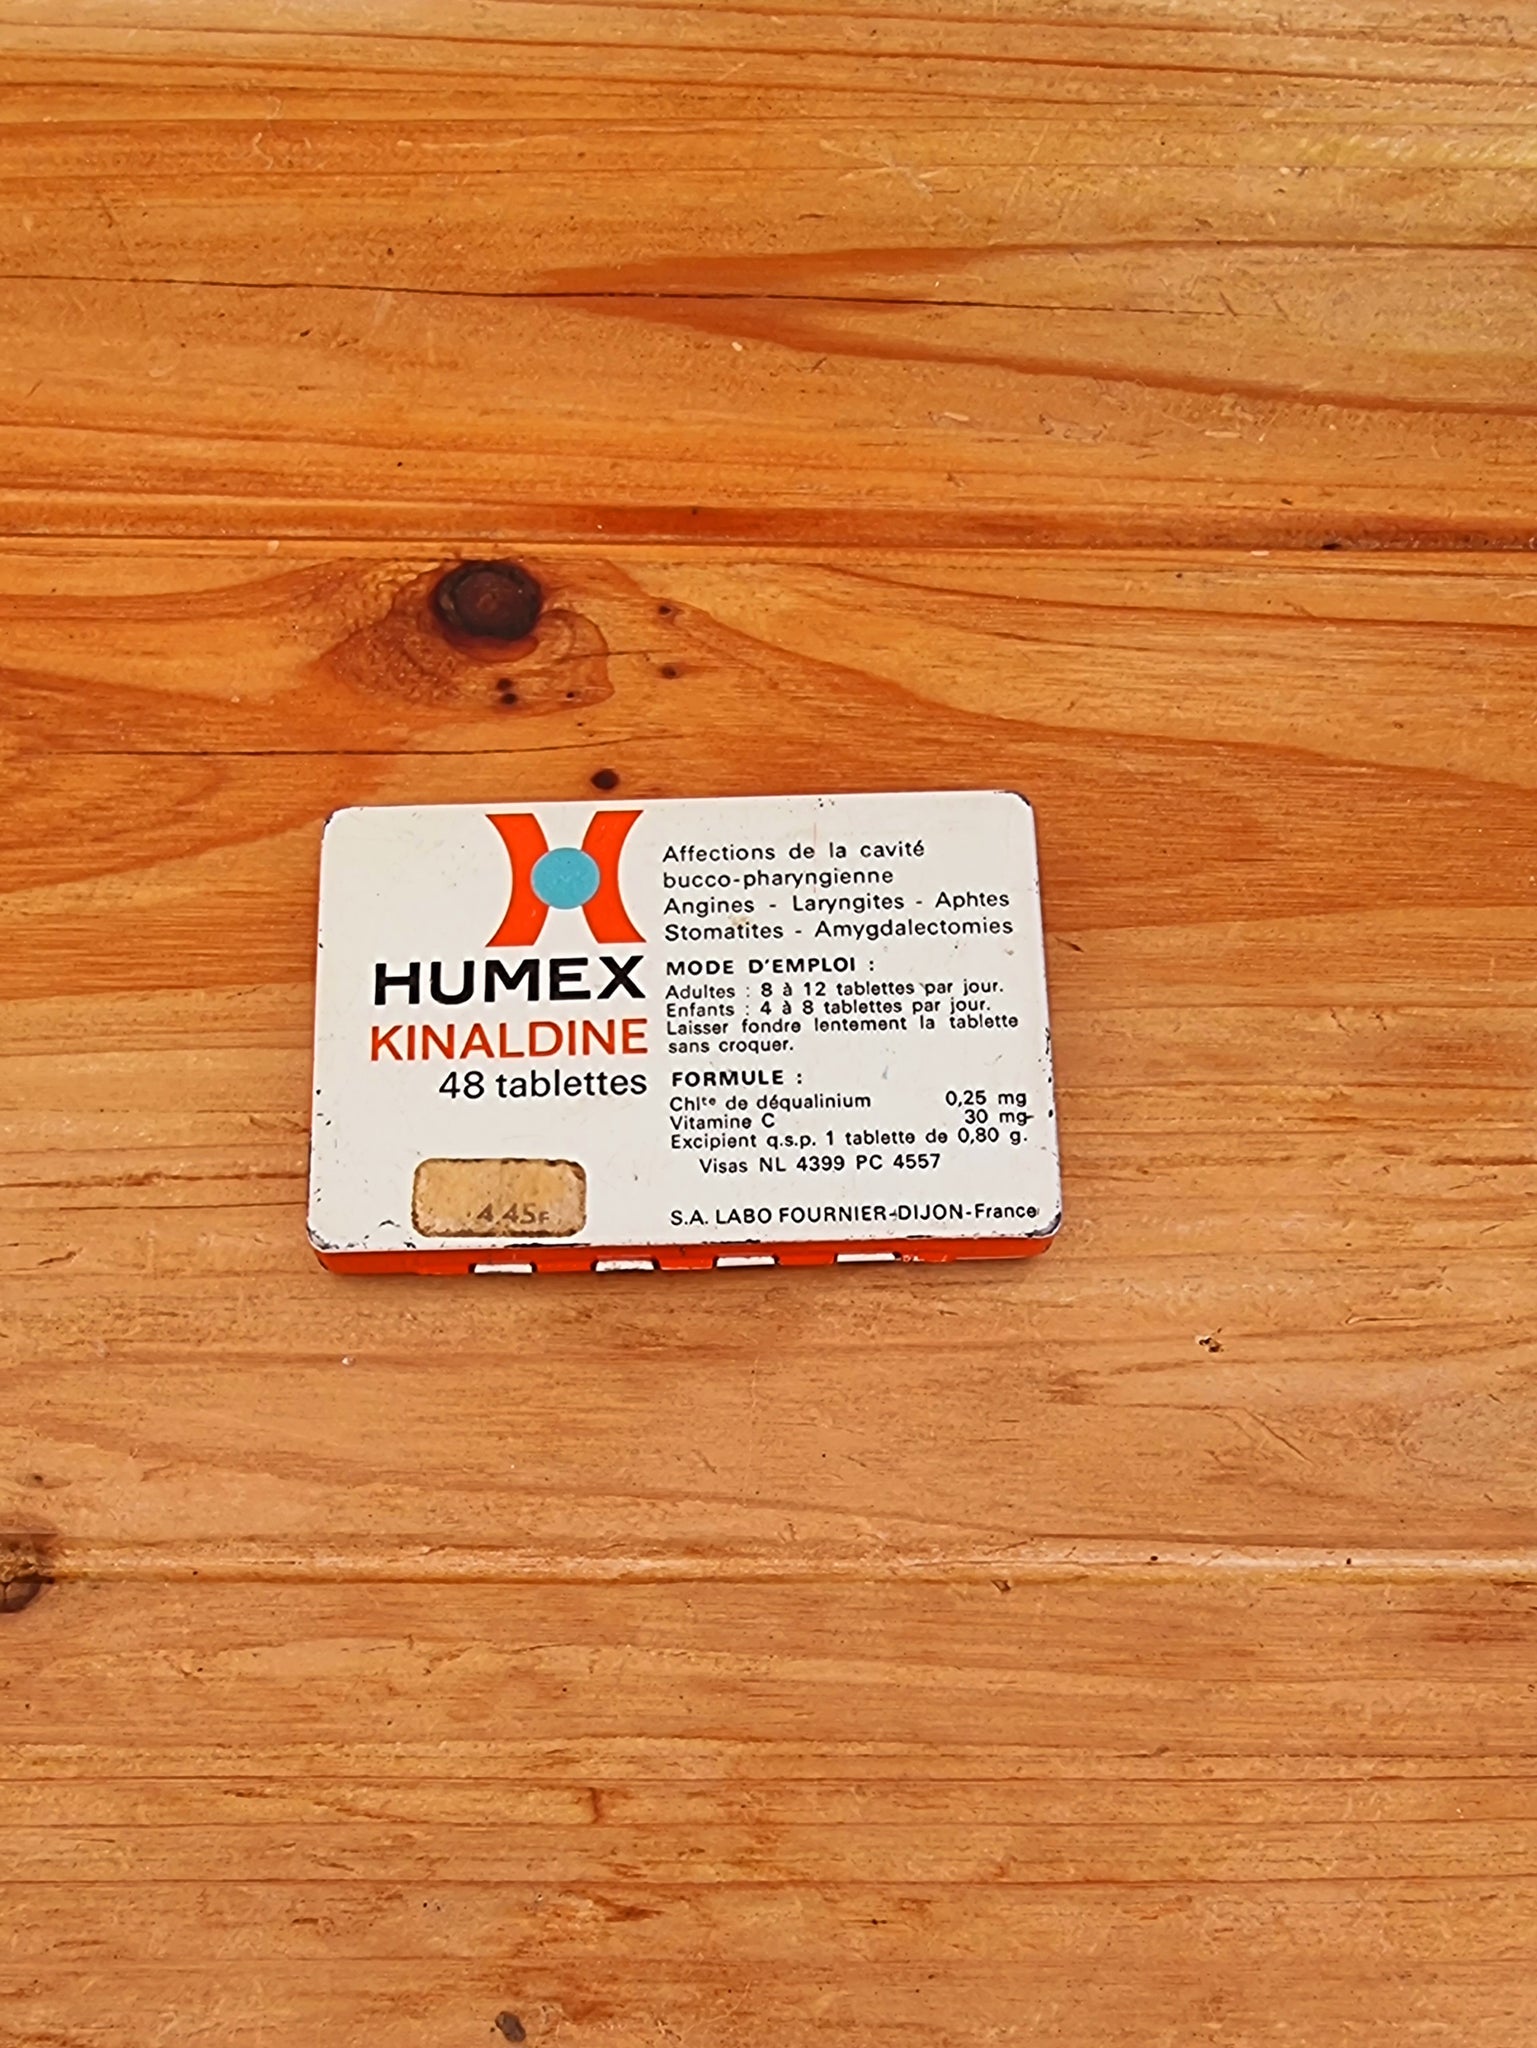 HUMEX
KINALDINE
48 tablettes
4,45F
Affections de la cavité
bucco-pharyngienne
Angines - Laryngites - Aphtes
Stomatites - Amygdalectomies
MODE D'EMPLOI :
Adultes : 8 à 12 tablettes par jour.
Enfants : 4 à 8 tablettes par jour.
Laisser fondre lentement la tablette
sans croquer.
FORMULE :
Chlte de déqualinium 0,25 mg
Vitamine C 30 mg
Excipient q.s.p. 1 tablette de 0,80 g.
Visas NL 4399 PC 4557
S.A. LABO FOURNIER-DIJON-France